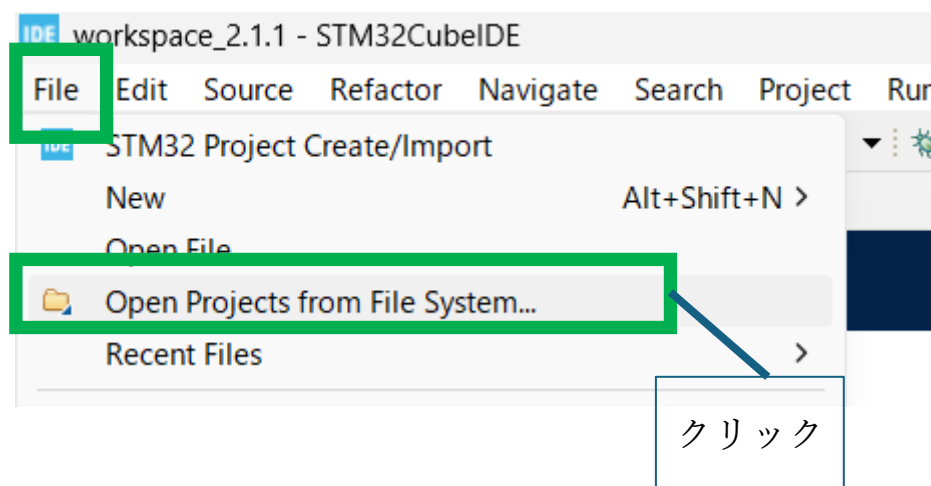 IDE workspace_2.1.1 - STM32CubeIDE
File Edit Source Refactor Navigate Search Project Run
IDE STM32 Project Create/Import
New Alt+Shift+N >
Open File
Open Projects from File System...
Recent Files >
クリック